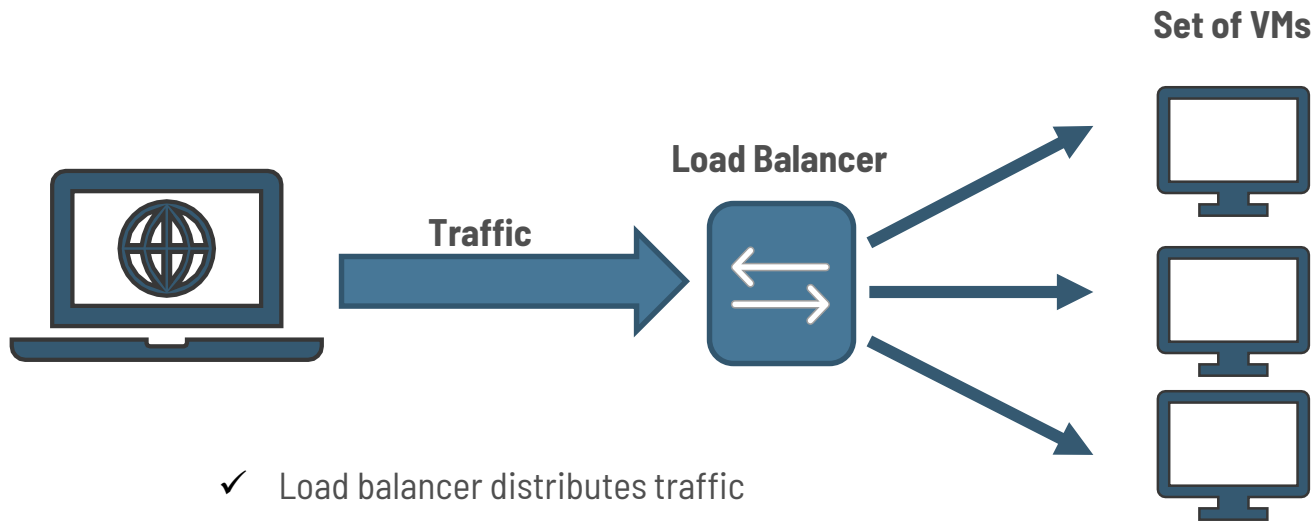 Set of VMs
Load Balancer
Traffic
✓ Load balancer distributes traffic